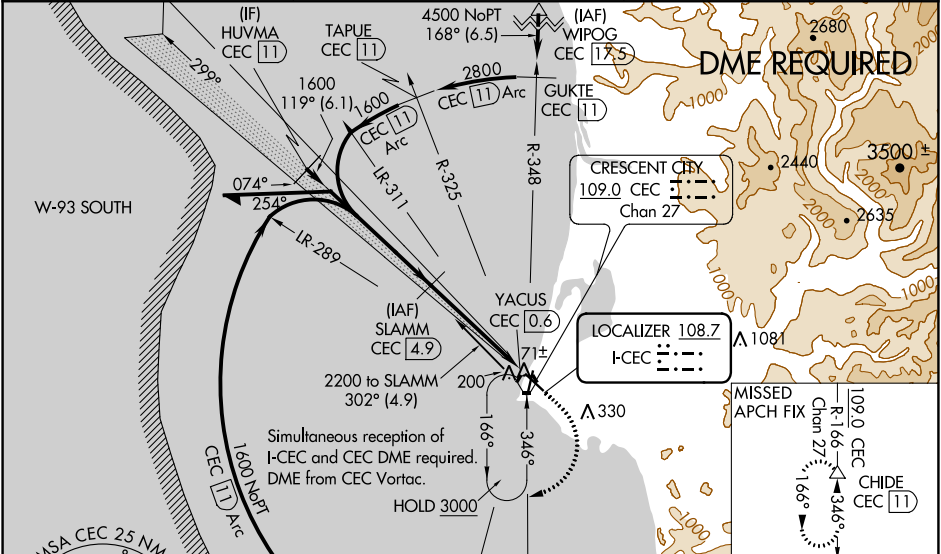 (IF)
HUVMA
CEC 11
TAPUE
CEC 11
4500 NoPT
168° (6.5)
(IAF)
WIPOG
CEC 17.5
2680
DME REQUIRED
299°
1600
119° (6.1)
1600
CEC 11
Arc
2800
CEC 11 Arc
GUKTE
CEC 11
1000
1000
3500 ±
2440
2000
2000
2635
1000
1000
R-348
R-325
LR-311
CRESCENT CITY
109.0 CEC
Chan 27
W-93 SOUTH
074°
254°
LR-289
YACUS
CEC 0.6
(IAF)
SLAMM
CEC 4.9
LOCALIZER 108.7
I-CEC
1081
71±
200
2200 to SLAMM
302° (4.9)
330
166°
346°
Simultaneous reception of
I-CEC and CEC DME required.
DME from CEC Vortac.
HOLD 3000
1600 NoPT
CEC 11 Arc
MISSED
APCH FIX
109.0 CEC
R-166
Chan 27
CHIDE
CEC 11
166°
346°
MSA CEC 25 NM